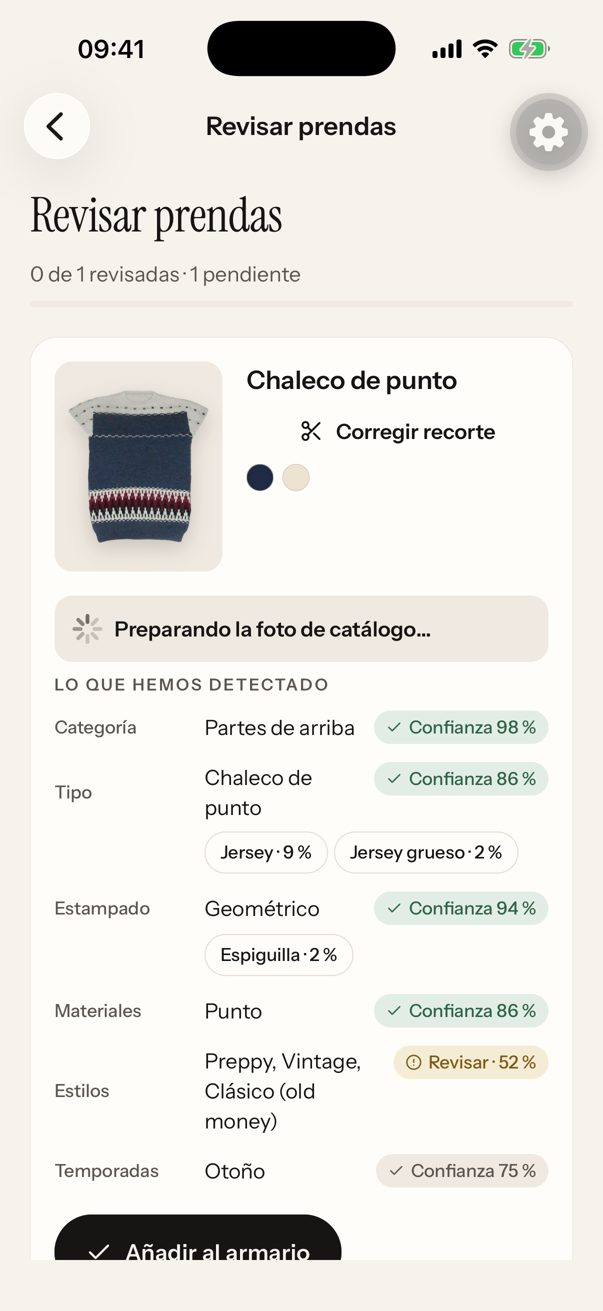 09:41
Revisar prendas
Revisar prendas
0 de 1 revisadas · 1 pendiente
Chaleco de punto
Corregir recorte
Preparando la foto de catálogo...
LO QUE HEMOS DETECTADO
Categoría Partes de arriba Confianza 98 %
Tipo Chaleco de punto Confianza 86 %
Jersey · 9 % Jersey grueso · 2 %
Estampado Geométrico Confianza 94 %
Espiguilla · 2 %
Materiales Punto Confianza 86 %
Estilos Preppy, Vintage, Clásico (old money) Revisar · 52 %
Temporadas Otoño Confianza 75 %
Añadir al armario